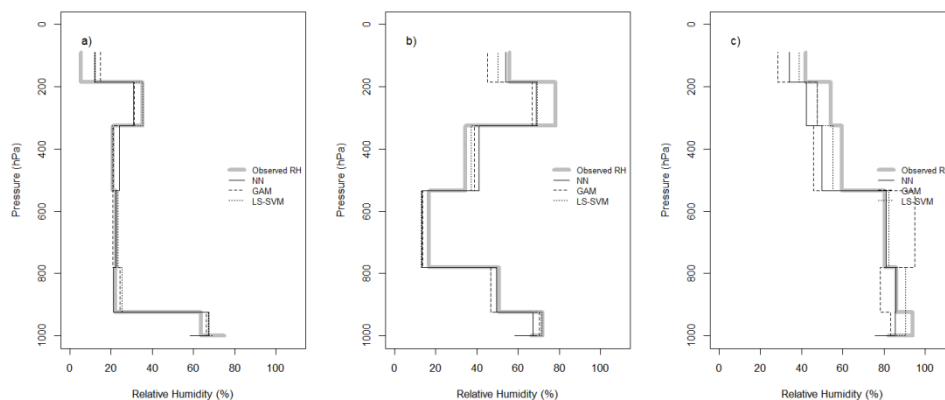 a)
0
200
400
600
800
1000
Pressure (hPa)
Observed RH
NN
GAM
LS-SVM
0 20 40 60 80 100
Relative Humidity (%)
b)
0
200
400
600
800
1000
Pressure (hPa)
Observed RH
NN
GAM
LS-SVM
0 20 40 60 80 100
Relative Humidity (%)
c)
0
200
400
600
800
1000
Pressure (hPa)
Observed R
NN
GAM
LS-SVM
0 20 40 60 80 100
Relative Humidity (%)